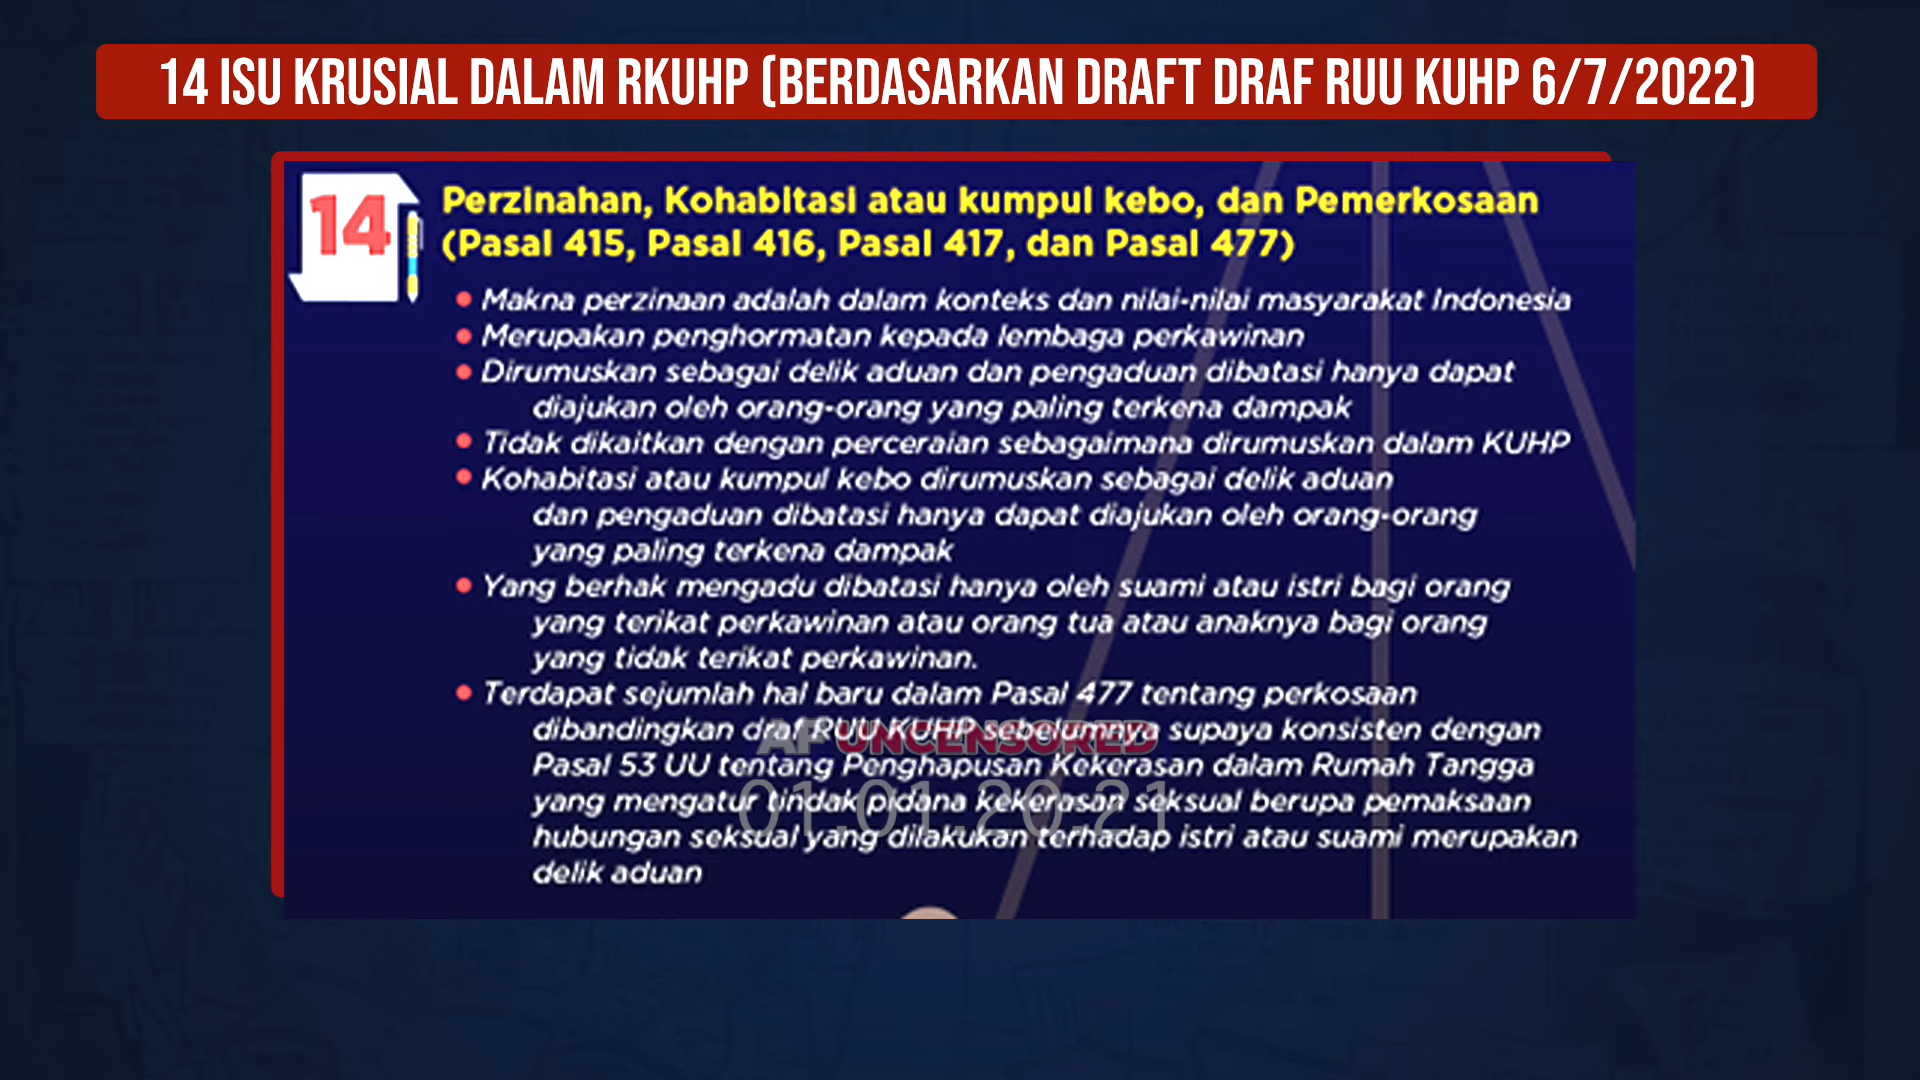 14 ISU KRUSIAL DALAM RKUHP (BERDASARKAN DRAFT DRAF RUU KUHP 6/7/2022)
14
Perzinahan, Kohabitasi atau kumpul kebo, dan Pemerkosaan
(Pasal 415, Pasal 416, Pasal 417, dan Pasal 477)
Makna perzinaan adalah dalam konteks dan nilai-nilai masyarakat Indonesia
Merupakan penghormatan kepada lembaga perkawinan
Dirumuskan sebagai delik aduan dan pengaduan dibatasi hanya dapat
diajukan oleh orang-orang yang paling terkena dampak
Tidak dikaitkan dengan perceraian sebagaimana dirumuskan dalam KUHP
Kohabitasi atau kumpul kebo dirumuskan sebagai delik aduan
dan pengaduan dibatasi hanya dapat diajukan oleh orang-orang
yang paling terkena dampak
Yang berhak mengadu dibatasi hanya oleh suami atau istri bagi orang
yang terikat perkawinan atau orang tua atau anaknya bagi orang
yang tidak terikat perkawinan.
Terdapat sejumlah hal baru dalam Pasal 477 tentang perkosaan
dibandingkan draf RUU KUHP sebelumnya supaya konsisten dengan
Pasal 53 UU tentang Penghapusan Kekerasan dalam Rumah Tangga
yang mengatur tindak pidana kekerasan seksual berupa pemaksaan
hubungan seksual yang dilakukan terhadap istri atau suami merupakan
delik aduan
AF UNCENSORED
01.01.20.21